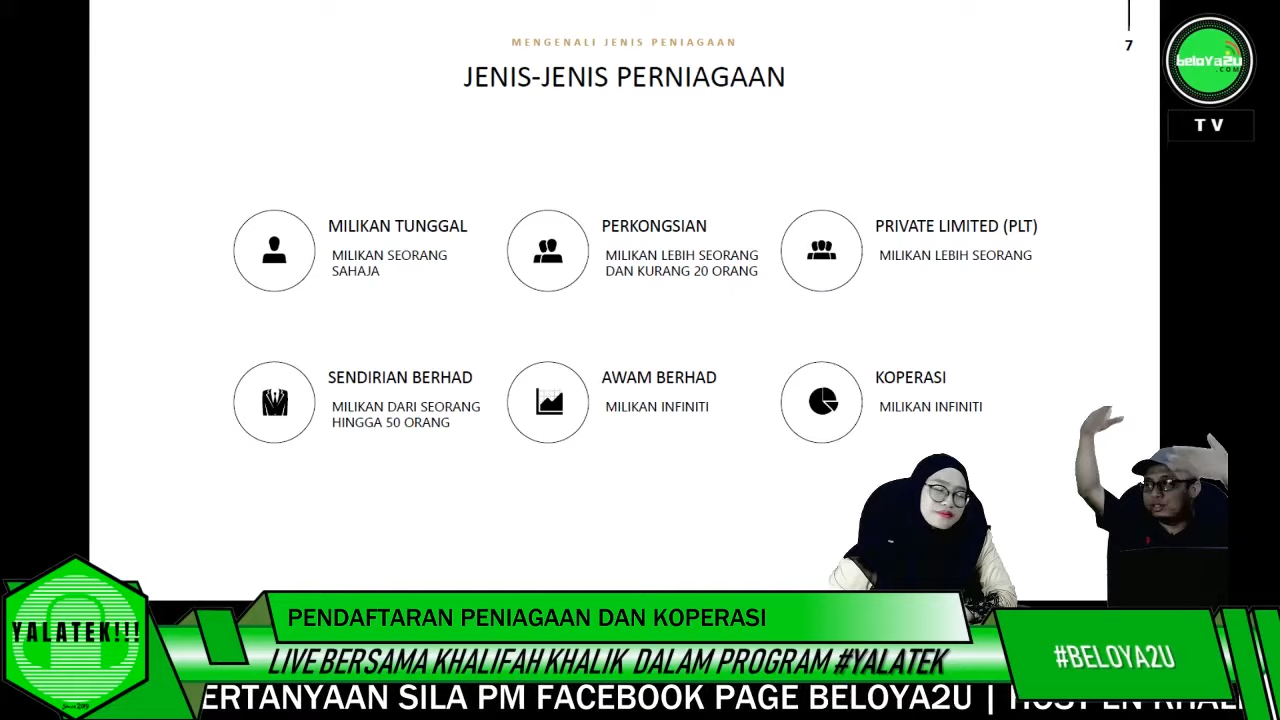 MENGENALI JENIS PENIAGAAN
7
JENIS-JENIS PERNIAGAAN
beloYa2u
.COM
TV
MILIKAN TUNGGAL
MILIKAN SEORANG
SAHAJA
PERKONGSIAN
MILIKAN LEBIH SEORANG
DAN KURANG 20 ORANG
PRIVATE LIMITED (PLT)
MILIKAN LEBIH SEORANG
SENDIRIAN BERHAD
MILIKAN DARI SEORANG
HINGGA 50 ORANG
AWAM BERHAD
MILIKAN INFINITI
KOPERASI
MILIKAN INFINITI
YALATEK!!!
PENDAFTARAN PENIAGAAN DAN KOPERASI
LIVE BERSAMA KHALIFAH KHALIK DALAM PROGRAM #YALATEK
#BELOYA2U
ERTANYAAN SILA PM FACEBOOK PAGE BELOYA2U |